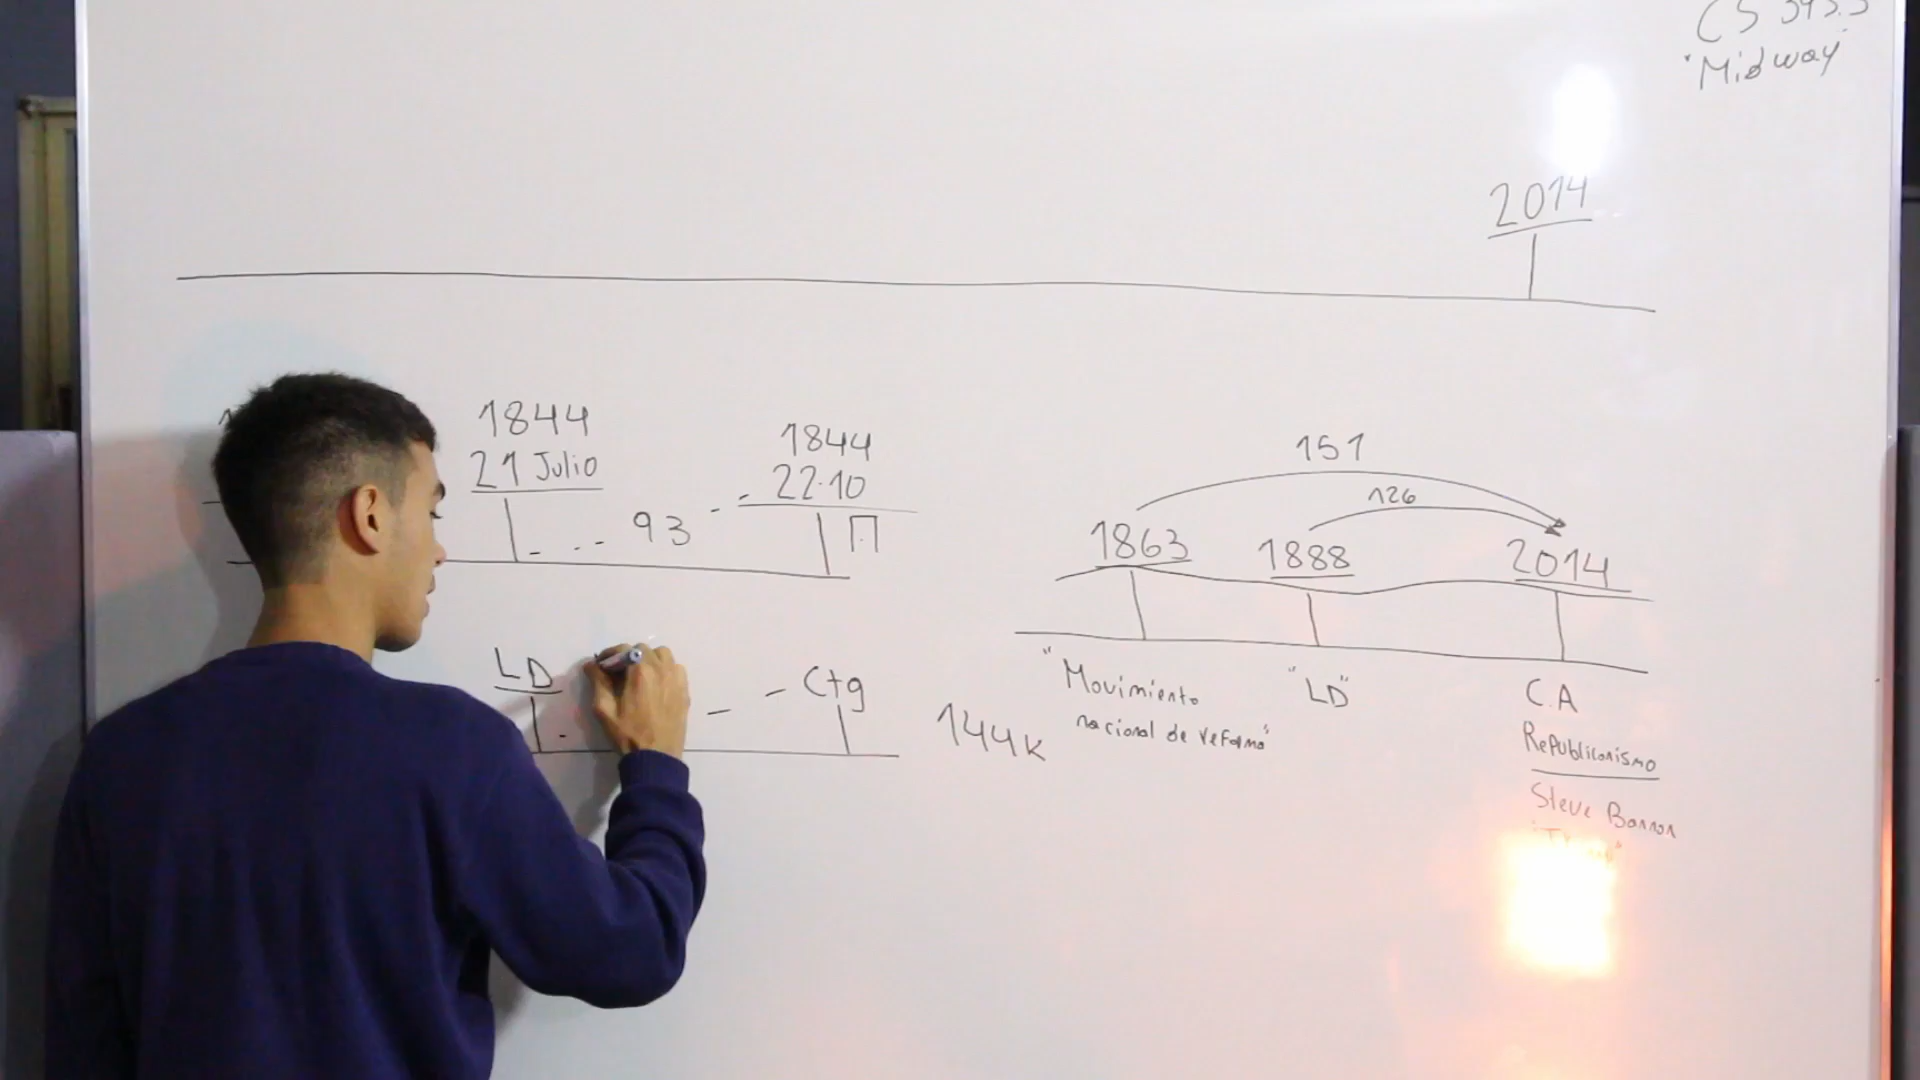 "Midway"
2014
1844
21 Julio
93
1844
22.10
151
126
1863
1888
2014
LD
Ctg
144k
"Movimiento
nacional de reforma"
"LD"
C.A
Republicanismo
Steve Bannon